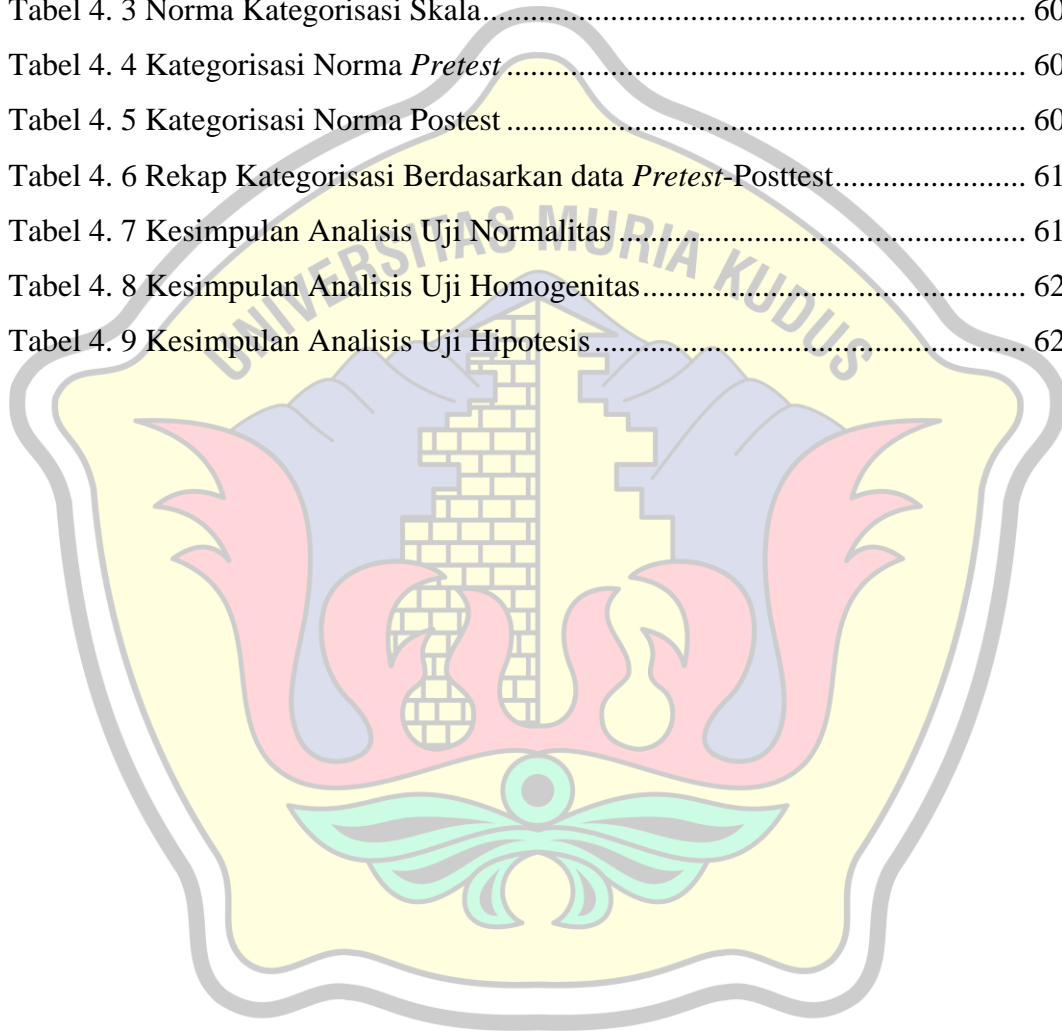 Tabel 4. 3 Norma Kategorisasi Skala.......................................................................... 60
Tabel 4. 4 Kategorisasi Norma Pretest ...................................................................... 60
Tabel 4. 5 Kategorisasi Norma Postest ...................................................................... 60
Tabel 4. 6 Rekap Kategorisasi Berdasarkan data Pretest-Posttest........................ 61
Tabel 4. 7 Kesimpulan Analisis Uji Normalitas ....................................................... 61
Tabel 4. 8 Kesimpulan Analisis Uji Homogenitas.................................................... 62
Tabel 4. 9 Kesimpulan Analisis Uji Hipotesis .......................................................... 62
UNIVERSITAS MURIA KUDUS